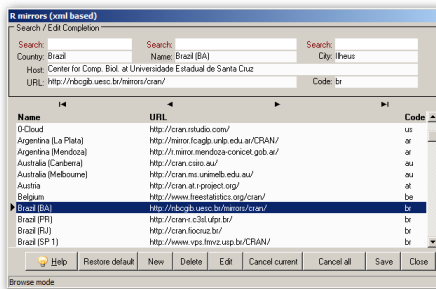 R mirrors (xml based)
Search / Edit Completion
Search: Search: Search:
Country: Brazil Name: Brazil (BA) City: Ilheus
Host: Center for Comp. Biol. at Universidade Estadual de Santa Cruz
URL: http://nbcgib.uesc.br/mirrors/cran/ Code: br
Name URL Code
0-Cloud http://cran.rstudio.com/ us
Argentina (La Plata) http://mirror.fcaglp.unlp.edu.ar/CRAN/ ar
Argentina (Mendoza) http://r.mirror.mendoza-conicet.gob.ar/ ar
Australia (Canberra) http://cran.csiro.au/ au
Australia (Melbourne) http://cran.ms.unimelb.edu.au/ au
Austria http://cran.at.r-project.org/ at
Belgium http://www.freestatistics.org/cran/ be
Brazil (BA) http://nbcgib.uesc.br/mirrors/cran/ br
Brazil (PR) http://cran-r.c3sl.ufpr.br/ br
Brazil (RJ) http://cran.fiocruz.br/ br
Brazil (SP 1) http://www.vps.fmvz.usp.br/CRAN/ br
Help Restore default New Delete Edit Cancel current Cancel all Save Close
Browse mode